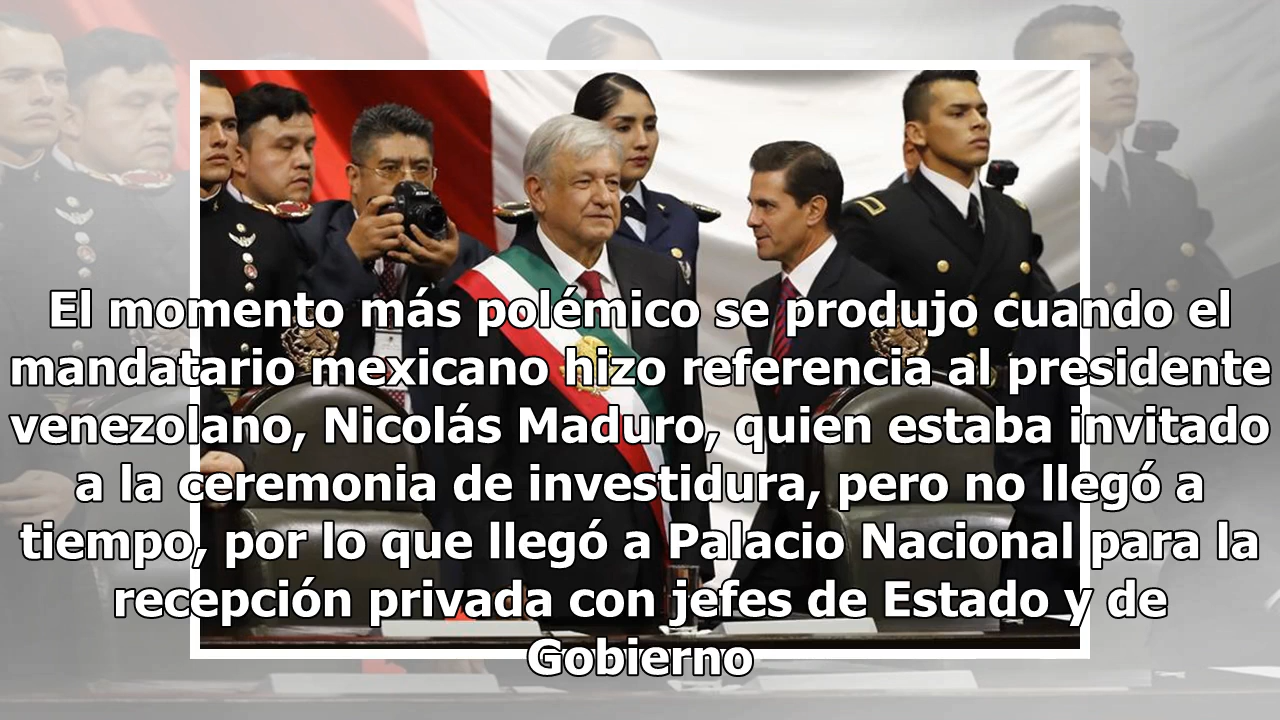 El momento más polémico se produjo cuando el
mandatario mexicano hizo referencia al presidente
venezolano, Nicolás Maduro, quien estaba invitado
a la ceremonia de investidura, pero no llegó a
tiempo, por lo que llegó a Palacio Nacional para la
recepción privada con jefes de Estado y de
Gobierno